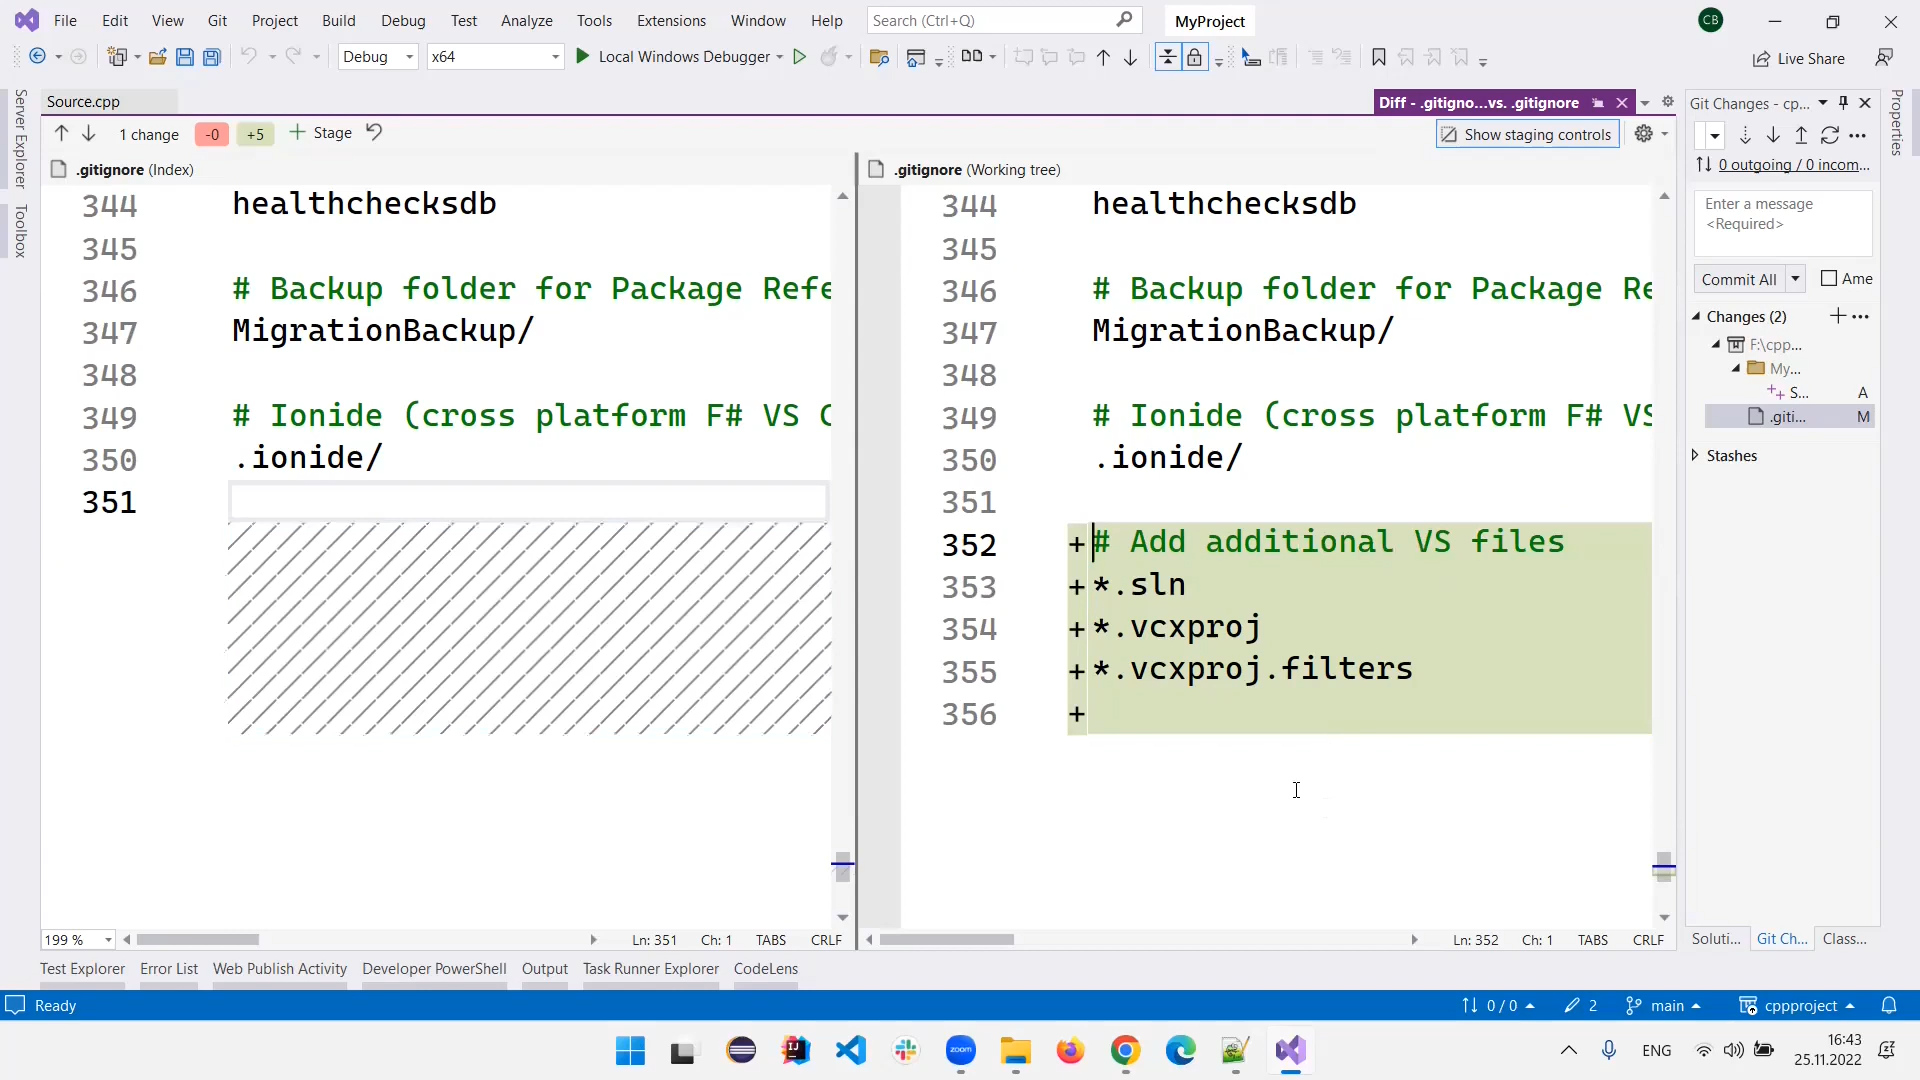 File Edit View Git Project Build Debug Test Analyze Tools Extensions Window Help Search (Ctrl+Q) MyProject CB
Debug x64 Local Windows Debugger Live Share
Server Explorer
Toolbox
Source.cpp
Diff - .gitigno...vs. .gitignore
1 change -0 +5 Stage
Show staging controls
.gitignore (Index)
344 healthchecksdb
345
346 # Backup folder for Package Refe
347 MigrationBackup/
348
349 # Ionide (cross platform F# VS C
350 .ionide/
351
199 % Ln: 351 Ch: 1 TABS CRLF
.gitignore (Working tree)
344 healthchecksdb
345
346 # Backup folder for Package Re
347 MigrationBackup/
348
349 # Ionide (cross platform F# VS
350 .ionide/
351
352 +# Add additional VS files
353 +*.sln
354 +*.vcxproj
355 +*.vcxproj.filters
356 +
Ln: 352 Ch: 1 TABS CRLF
Git Changes - cp...
0 outgoing / 0 incom...
Enter a message
<Required>
Commit All Ame
Changes (2)
F:\cpp...
My...
S... A
.giti... M
Stashes
Soluti... Git Ch... Class...
Properties
Test Explorer Error List Web Publish Activity Developer PowerShell Output Task Runner Explorer CodeLens
Ready 0 / 0 2 main cppproject
zoom
ENG
16:43
25.11.2022